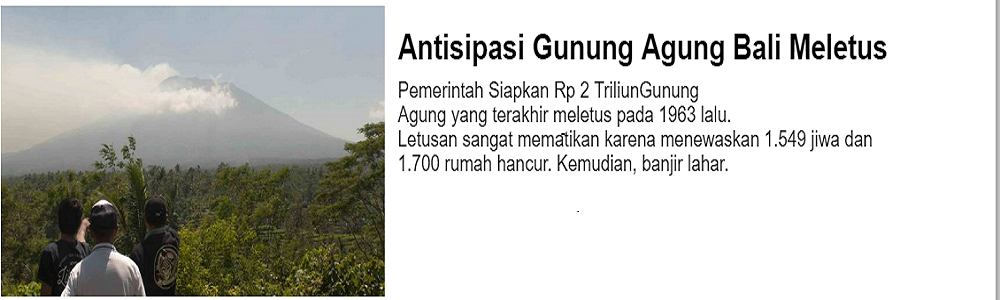 Antisipasi Gunung Agung Bali Meletus
Pemerintah Siapkan Rp 2 TriliunGunung
Agung yang terakhir meletus pada 1963 lalu.
Letusan sangat mematikan karena menewaskan 1.549 jiwa dan
1.700 rumah hancur. Kemudian, banjir lahar.